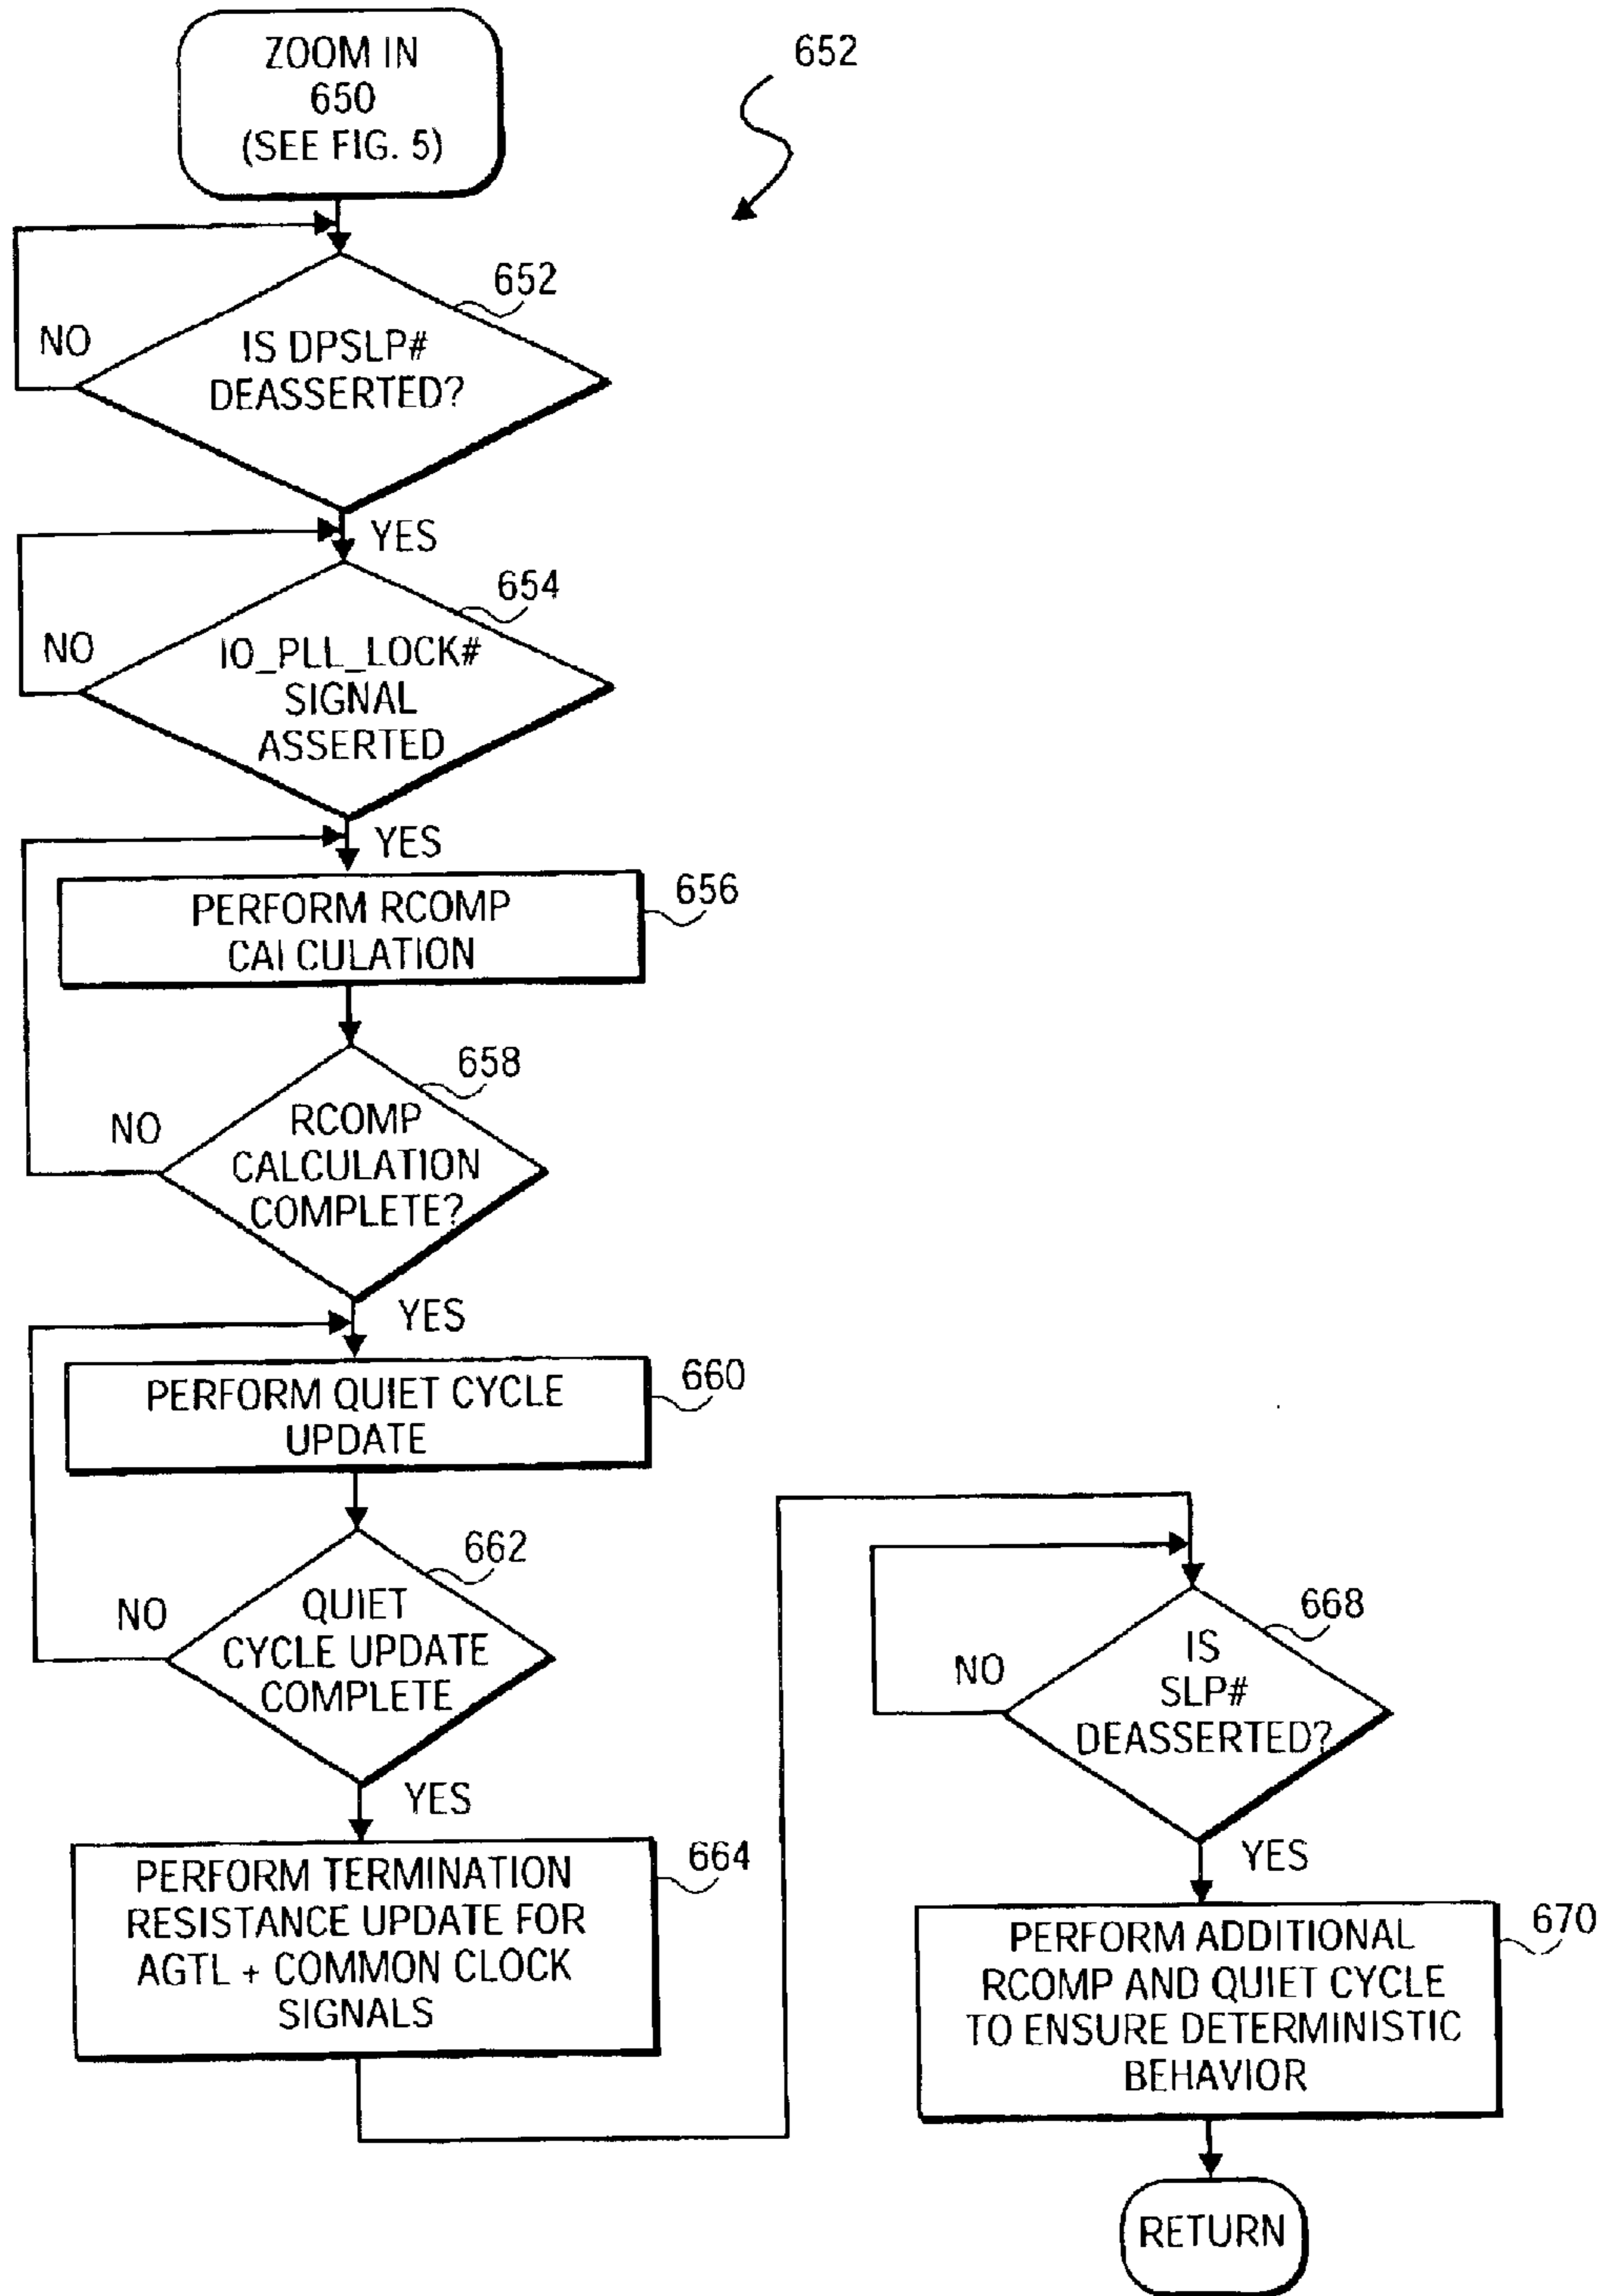 ZOOM IN
650
(SEE FIG. 5)
652
652
NO
IS DPSLP#
DEASSERTED?
YES
654
NO
IO_PLL_LOCK#
SIGNAL
ASSERTED
YES
656
PERFORM RCOMP
CALCULATION
658
NO
RCOMP
CALCULATION
COMPLETE?
YES
660
PERFORM QUIET CYCLE
UPDATE
662
NO
QUIET
CYCLE UPDATE
COMPLETE
YES
664
PERFORM TERMINATION
RESISTANCE UPDATE FOR
AGTL + COMMON CLOCK
SIGNALS
668
NO
IS
SLP#
DEASSERTED?
YES
670
PERFORM ADDITIONAL
RCOMP AND QUIET CYCLE
TO ENSURE DETERMINISTIC
BEHAVIOR
RETURN